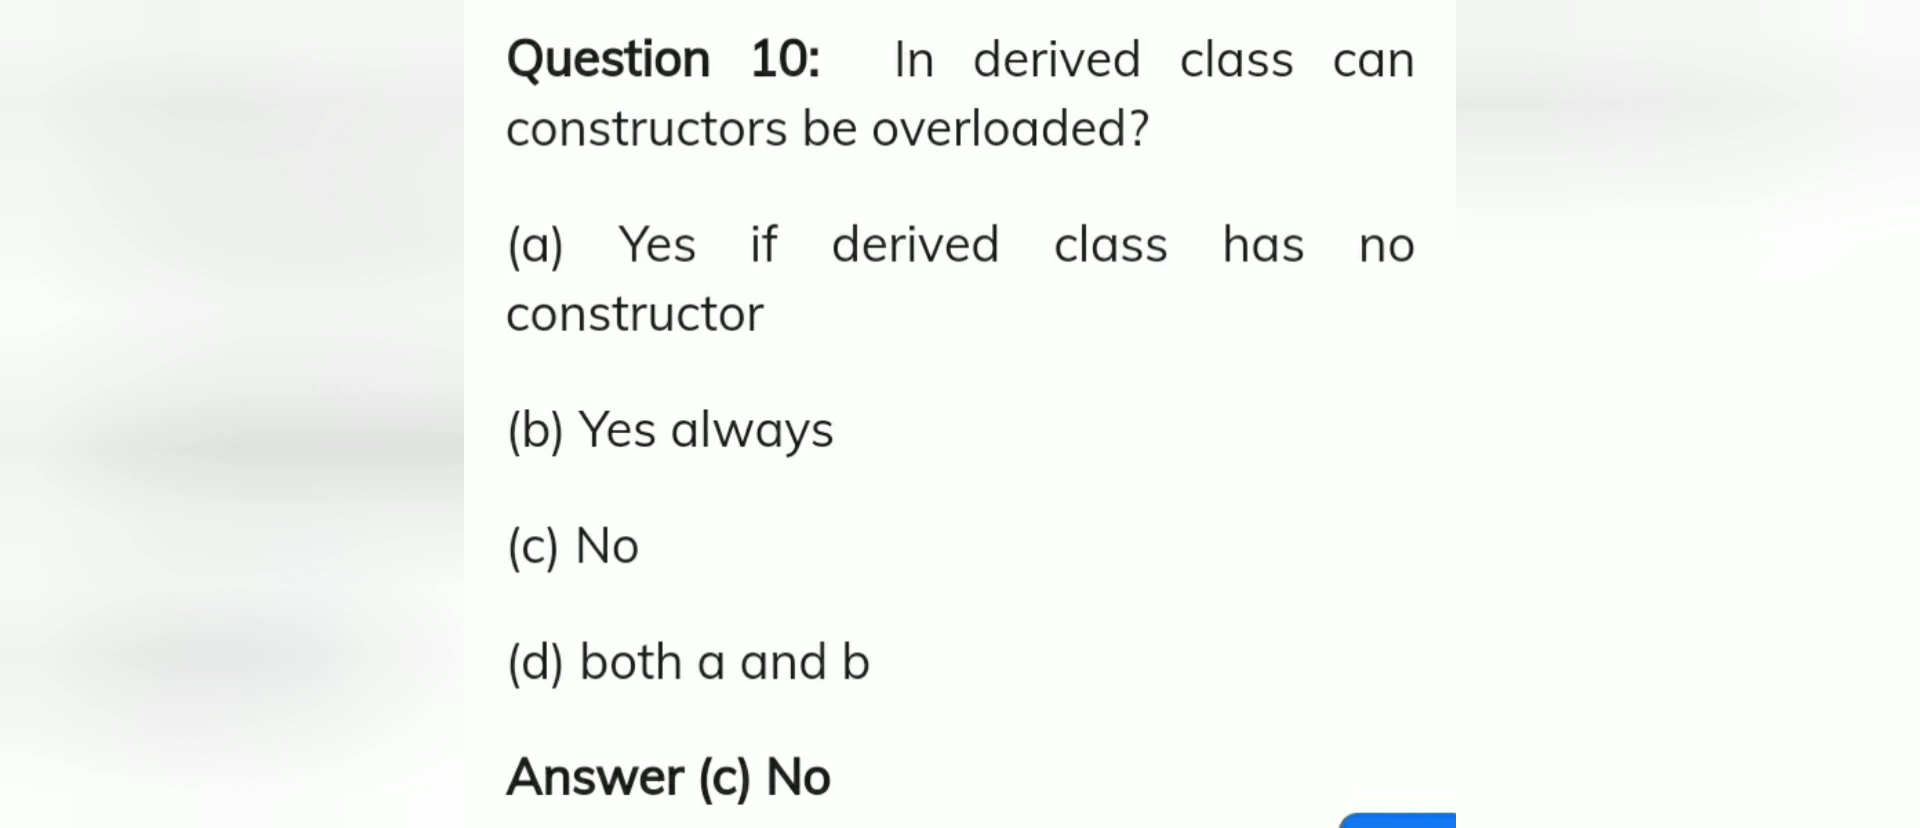 Question 10: In derived class can
constructors be overloaded?
(a) Yes if derived class has no
constructor
(b) Yes always
(c) No
(d) both a and b
Answer (c) No